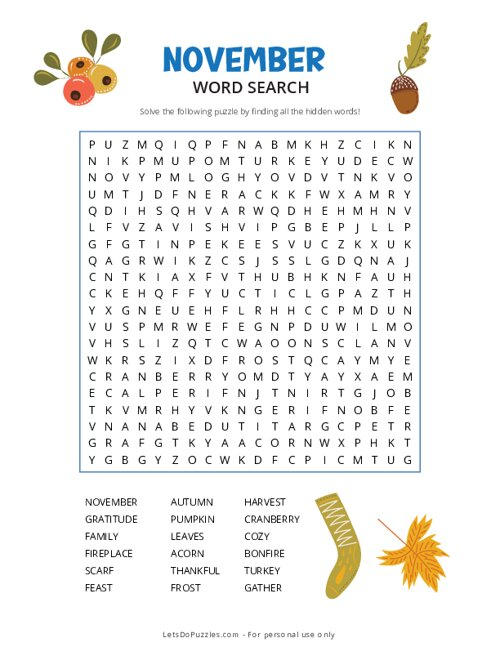 NOVEMBER
WORD SEARCH
Solve the following puzzle by finding all the hidden words!
P U Z M Q I Q P F N A B M K H Z C I K N
N I K P M U P O M T U R K E Y U D E C W
N O V Y P M L O G H Y O V D V T N K V O
U M T J D F N E R A C K K F W X A M R Y
Q D I H S Q H V A R W Q D H E H M H N V
L F V Z A V I S H V I P G B E P J L L P
G F G T I N P E K E E S V U C Z K X U K
Q A G R W I K Z C S J S S L G D Q N A J
C N T K I A X F V T H U B H K N F A U H
C K E H Q F F Y U C T I C L G P A Z T H
Y X G N E U E H F L R H H C C P M D U N
V U S P M R W E F E G N P D U W I L M O
V H S L I Z Q T C W A O O N S C L A N V
W K R S Z I X D F R O S T Q C A Y M Y E
C R A N B E R R Y O M D T Y A Y X A E M
E C A L P E R I F N J T N I R T G J O B
T K V M R H Y V K N G E R I F N O B F E
V N A N A B E D U T I T A R G C P E T R
G R A F G T K Y A A C O R N W X P H K T
Y G B G Y Z O C W K D F C P I C M T U G
NOVEMBER AUTUMN HARVEST
GRATITUDE PUMPKIN CRANBERRY
FAMILY LEAVES COZY
FIREPLACE ACORN BONFIRE
SCARF THANKFUL TURKEY
FEAST FROST GATHER
LetsDoPuzzles.com - For personal use only